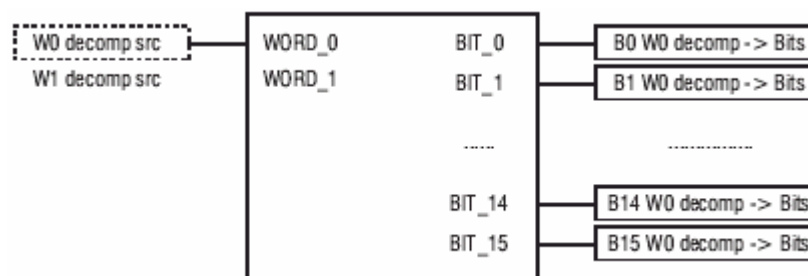 W0 decomp src WORD_0 BIT_0 B0 W0 decomp -> Bits
W1 decomp src WORD_1 BIT_1 B1 W0 decomp -> Bits
...... ................
BIT_14 B14 W0 decomp -> Bits
BIT_15 B15 W0 decomp -> Bits